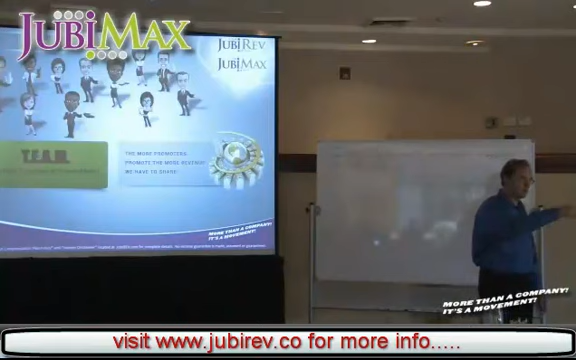 JUBIMAX
JUBIREV
JUBIMAX
T.E.A.M.
THE MORE PROMOTERS
PROMOTE THE MORE REVENUE
WE HAVE TO SHARE
MORE THAN A COMPANY!
IT'S A MOVEMENT!
MORE THAN A COMPANY!
IT'S A MOVEMENT!
visit www.jubirev.co for more info.....